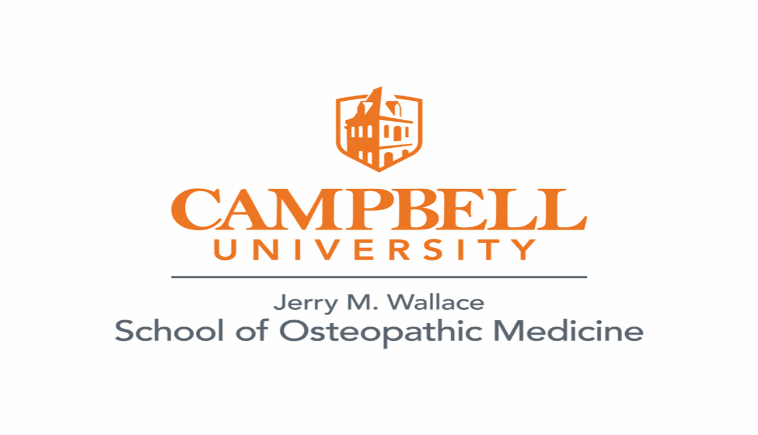 CAMPBELL
UNIVERSITY
Jerry M. Wallace
School of Osteopathic Medicine